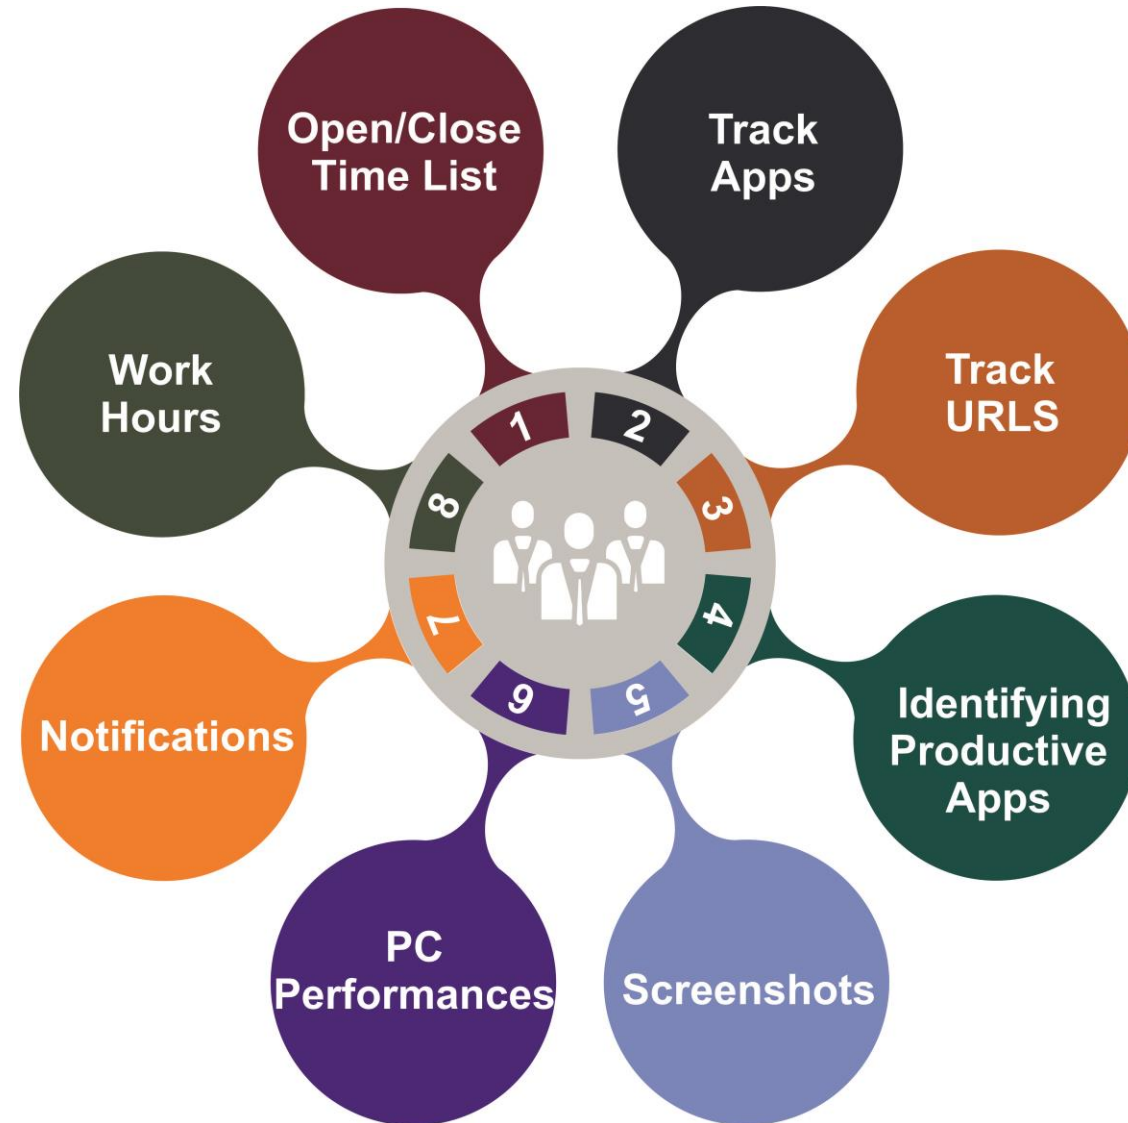 Open/Close
Time List
Track
Apps
Track
URLS
Identifying
Productive
Apps
Screenshots
PC
Performances
Notifications
Work
Hours
1
2
3
4
5
6
7
8